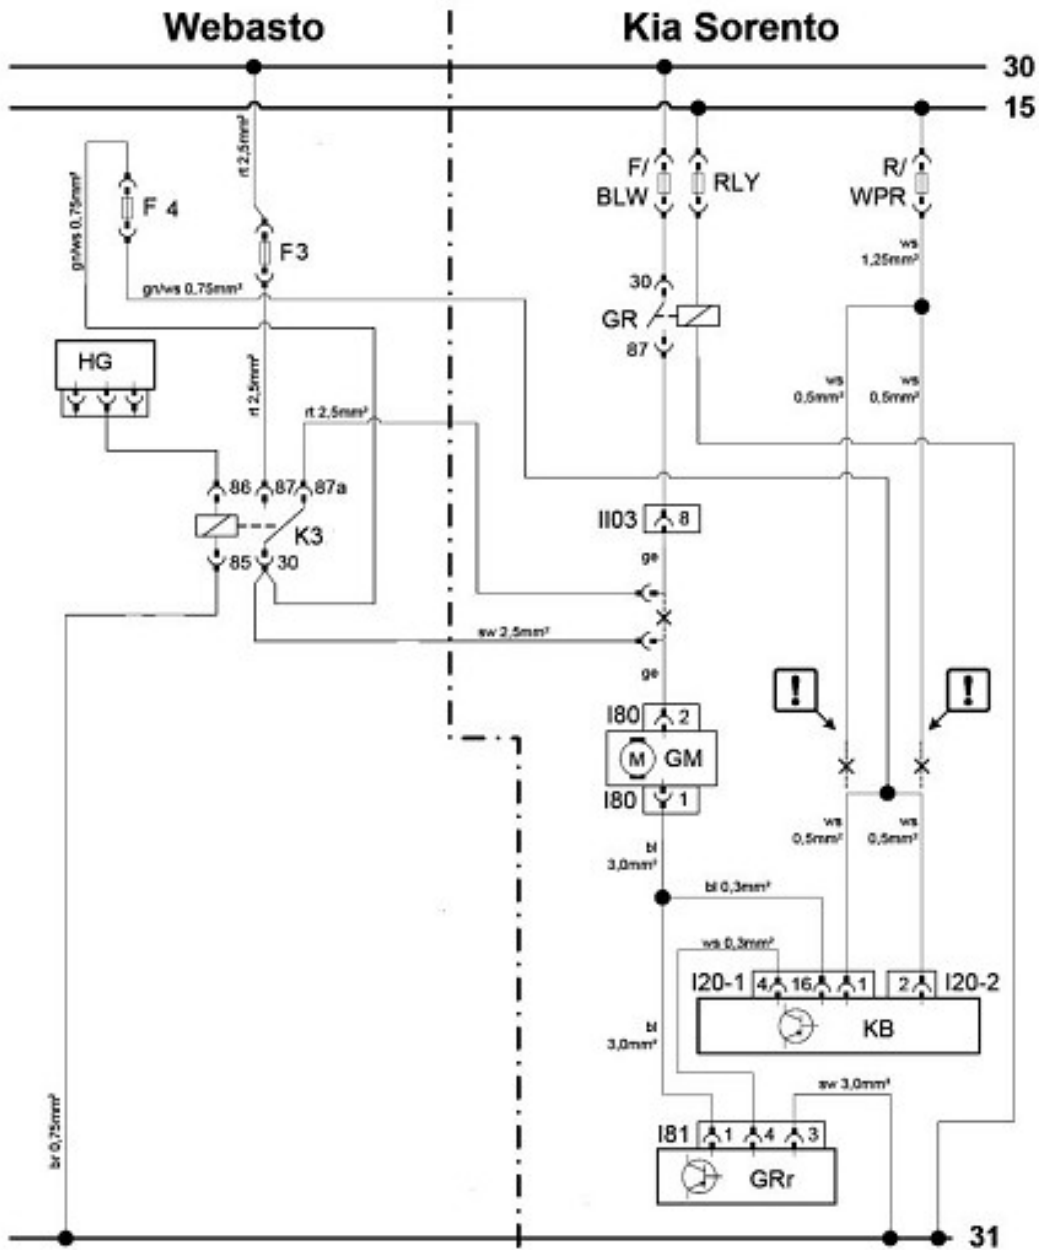 Webasto
Kia Sorento
30
15
rt 2,5mm²
gn/ws 0,75mm²
F 4
F3
F/
BLW
RLY
R/
WPR
ws
1,25mm²
gn/ws 0,75mm²
30
GR
87
HG
rt 2,5mm²
rt 2,5mm²
ws
0,5mm²
ws
0,5mm²
86
87
87a
K3
85
30
II03
8
ge
sw 2,5mm²
ge
!
!
I80
2
M
GM
I80
1
bl
3,0mm²
ws
0,5mm²
ws
0,5mm²
bl 0,3mm²
ws 0,3mm²
I20-1
4
16
1
2
I20-2
KB
bl
3,0mm²
sw 3,0mm²
br 0,75mm²
I81
1
4
3
GRr
31